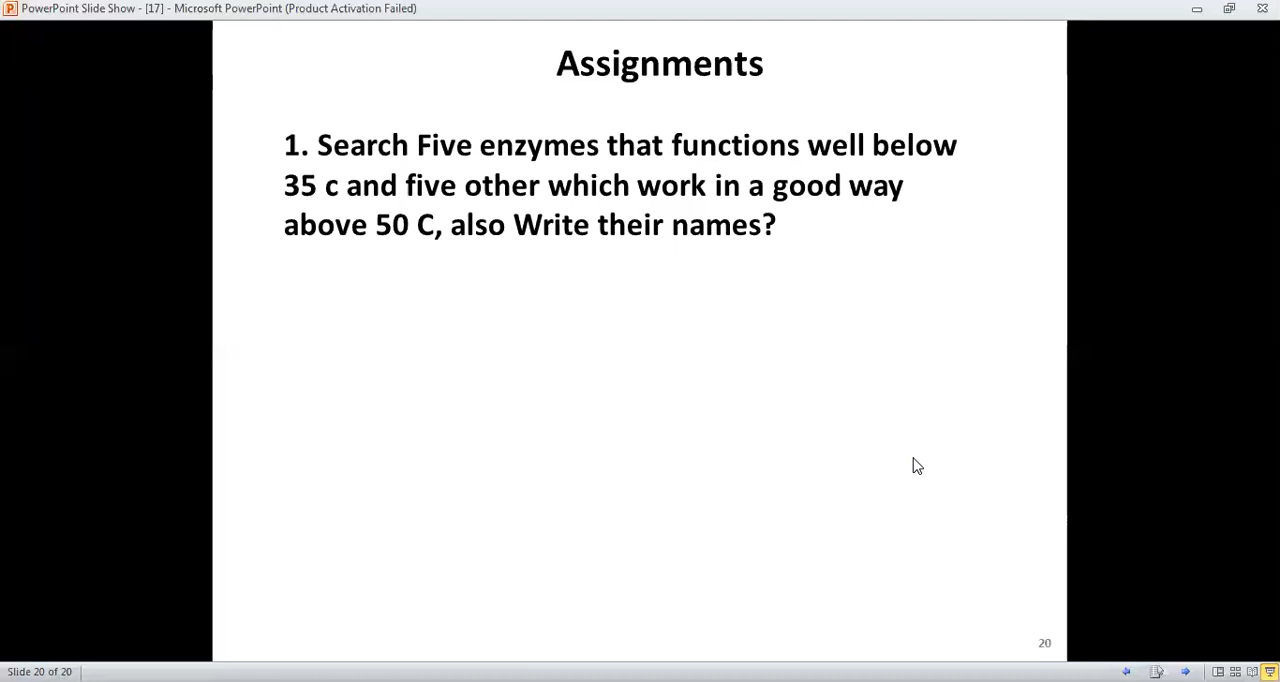 PowerPoint Slide Show - [17] - Microsoft PowerPoint (Product Activation Failed)
Assignments
1. Search Five enzymes that functions well below
35 c and five other which work in a good way
above 50 C, also Write their names?
20
Slide 20 of 20